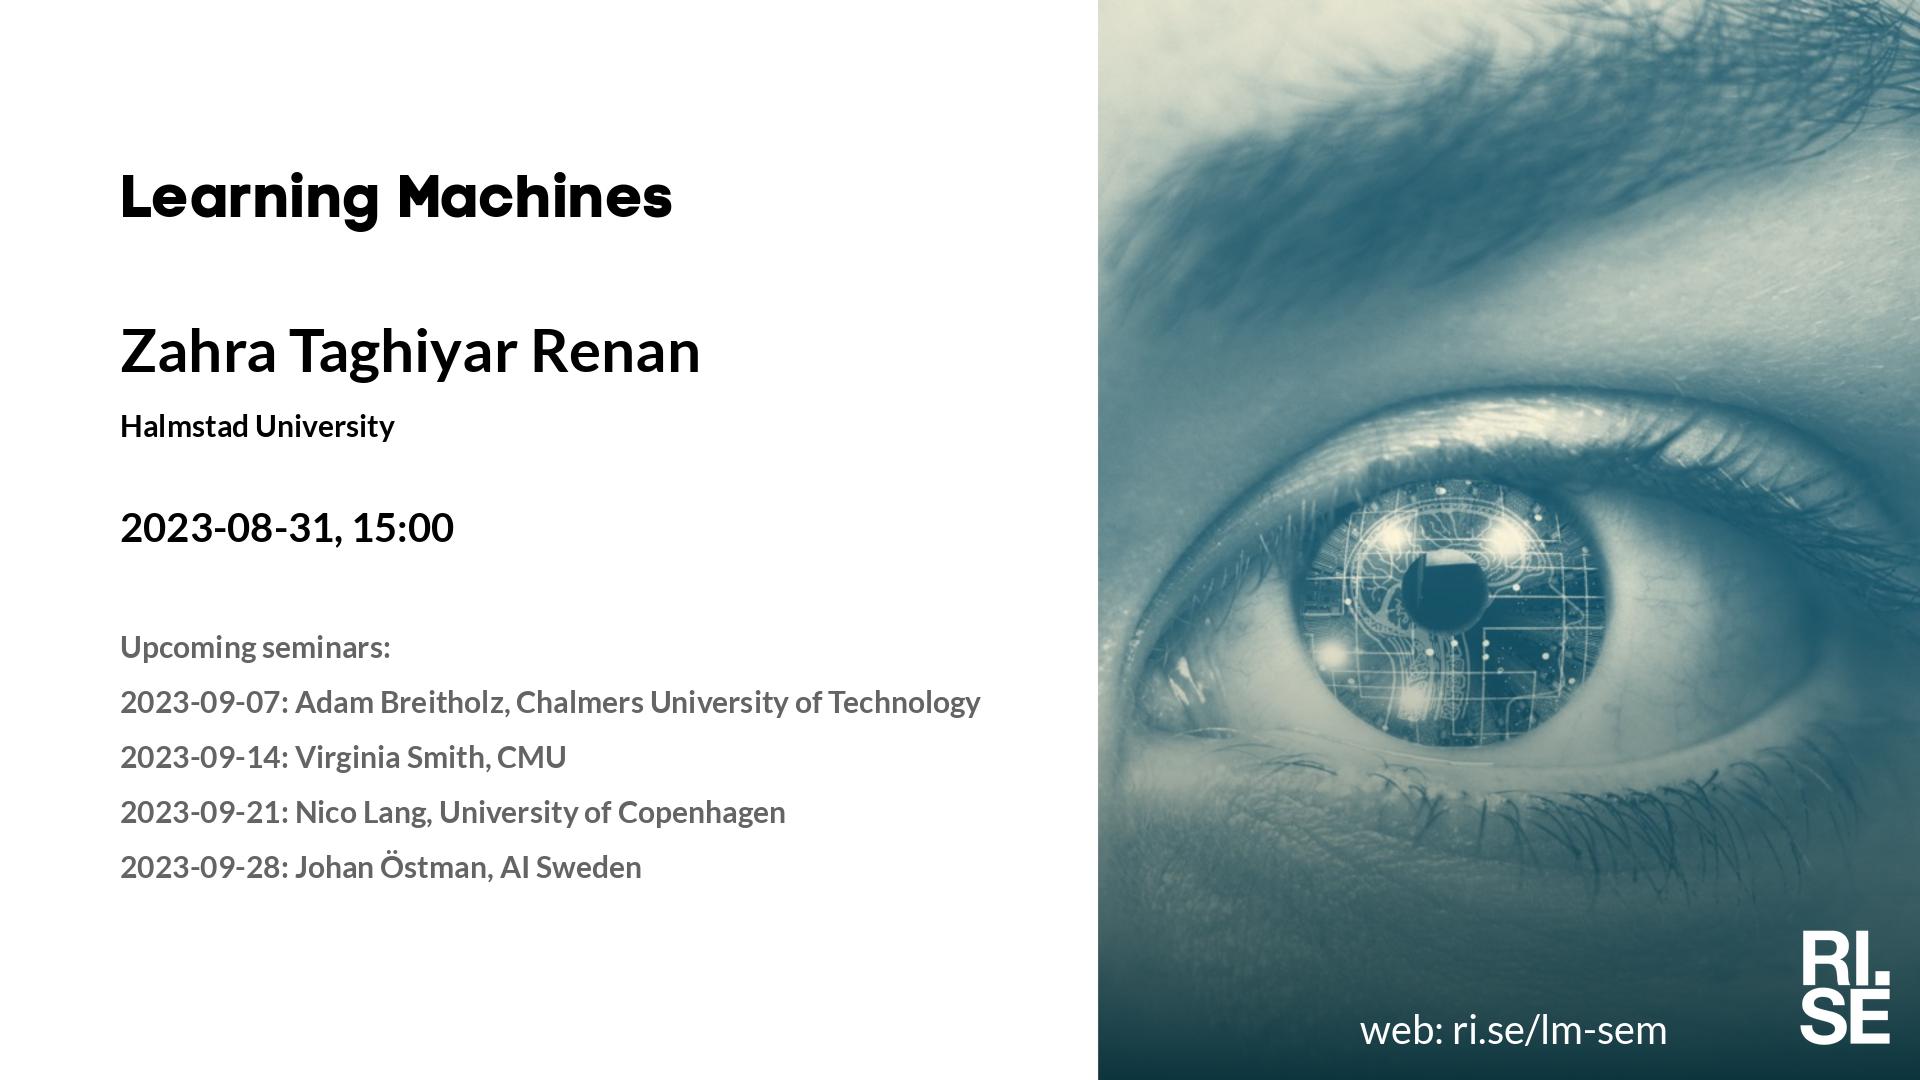 Learning Machines
Zahra Taghiyar Renan
Halmstad University
2023-08-31, 15:00
Upcoming seminars:
2023-09-07: Adam Breitholz, Chalmers University of Technology
2023-09-14: Virginia Smith, CMU
2023-09-21: Nico Lang, University of Copenhagen
2023-09-28: Johan Östman, AI Sweden
web: ri.se/lm-sem
RI.
SE